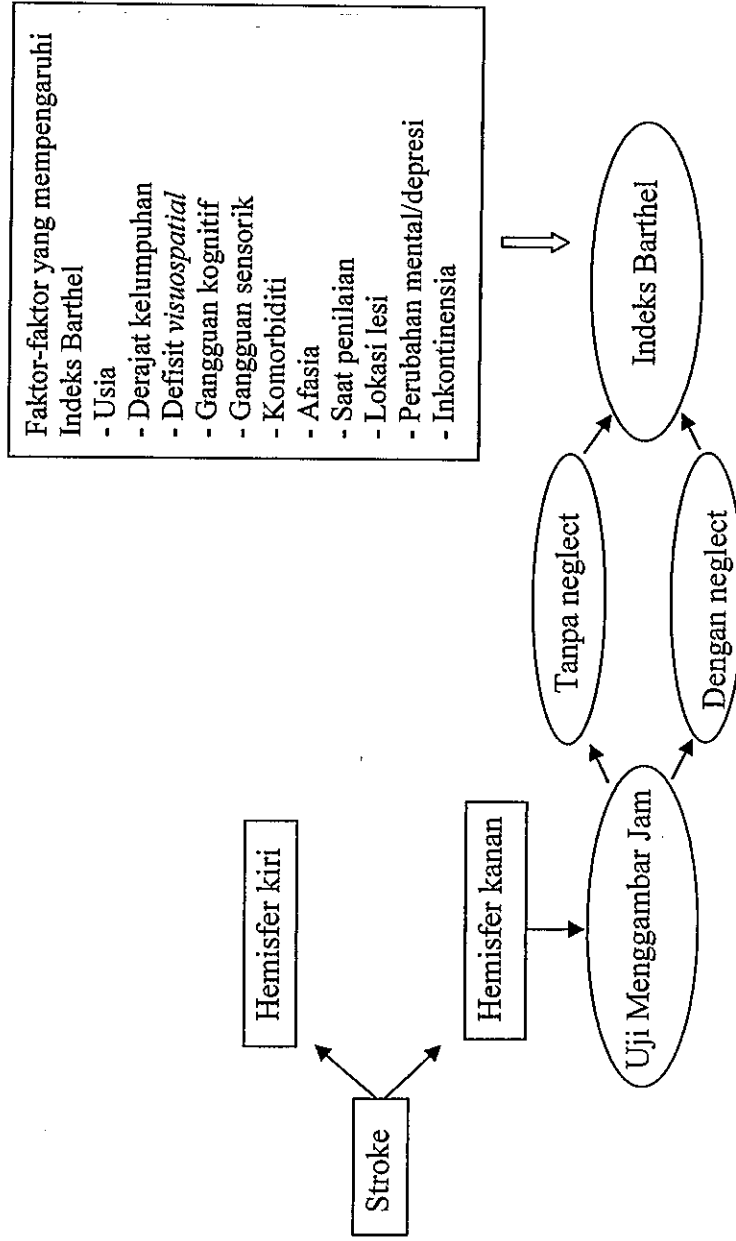 Faktor-faktor yang mempengaruhi
Indeks Barthel
- Usia
- Derajat kelumpuhan
- Defisit visuospatial
- Gangguan kognitif
- Gangguan sensorik
- Komorbiditi
- Afasia
- Saat penilaian
- Lokasi lesi
- Perubahan mental/depresi
- Inkontinensia
Hemisfer kiri
Stroke
Hemisfer kanan
Uji Menggambar Jam
Tanpa neglect
Dengan neglect
Indeks Barthel